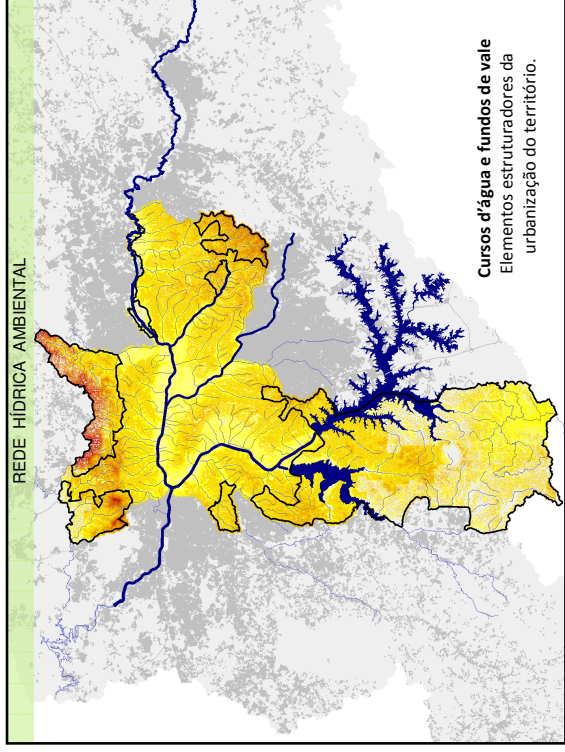 REDE HÍDRICA AMBIENTAL
Cursos d'água e fundos de vale
Elementos estruturadores da
urbanização do território.